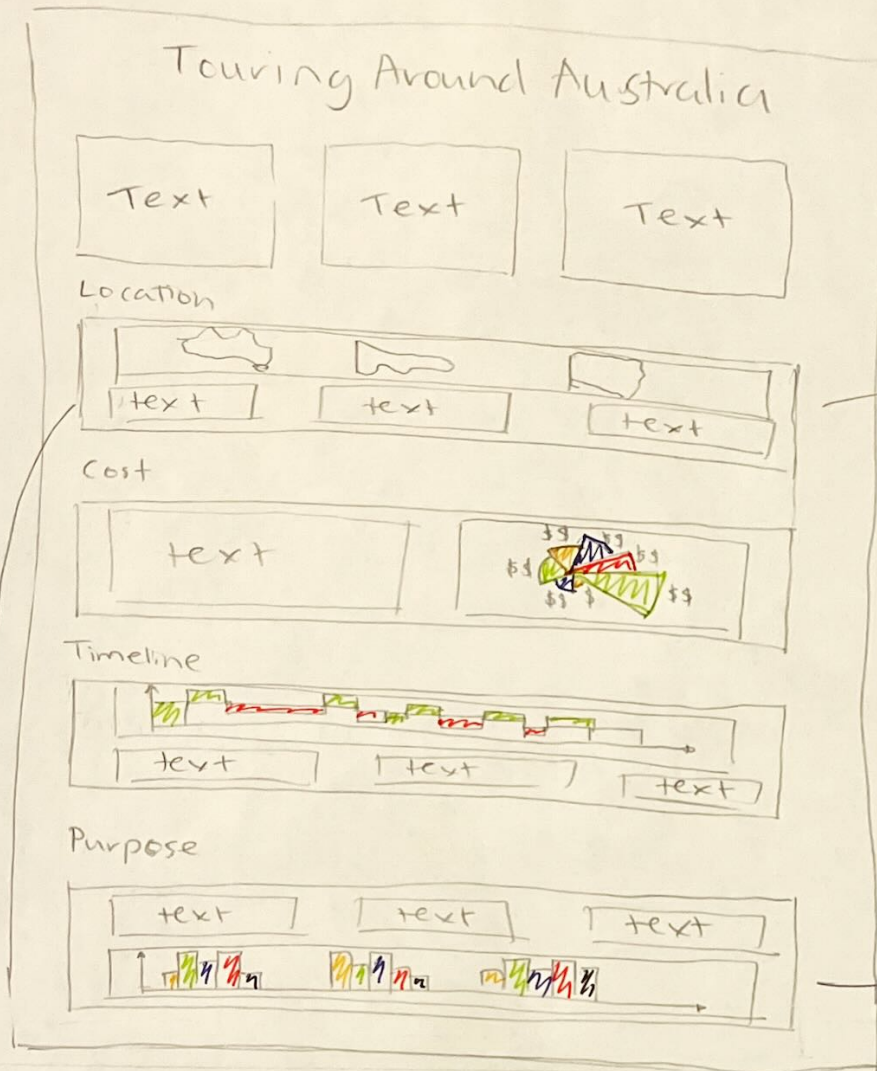 Touring Around Australia
Text Text Text
Location
text text text
Cost
text
$$ $$
$$ $$
$$ $ $$
Timeline
text text text
Purpose
text text text